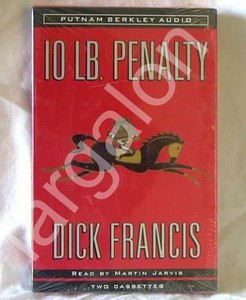 PUTNAM BERKLEY AUDIO
10 LB. PENALTY
DICK FRANCIS
READ BY MARTIN JARVIS
TWO CASSETTES